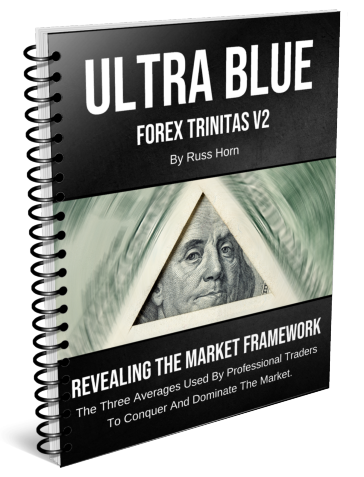 ULTRA BLUE
FOREX TRINITAS V2
By Russ Horn
REVEALING THE MARKET FRAMEWORK
The Three Averages Used By Professional Traders
To Conquer And Dominate The Market.